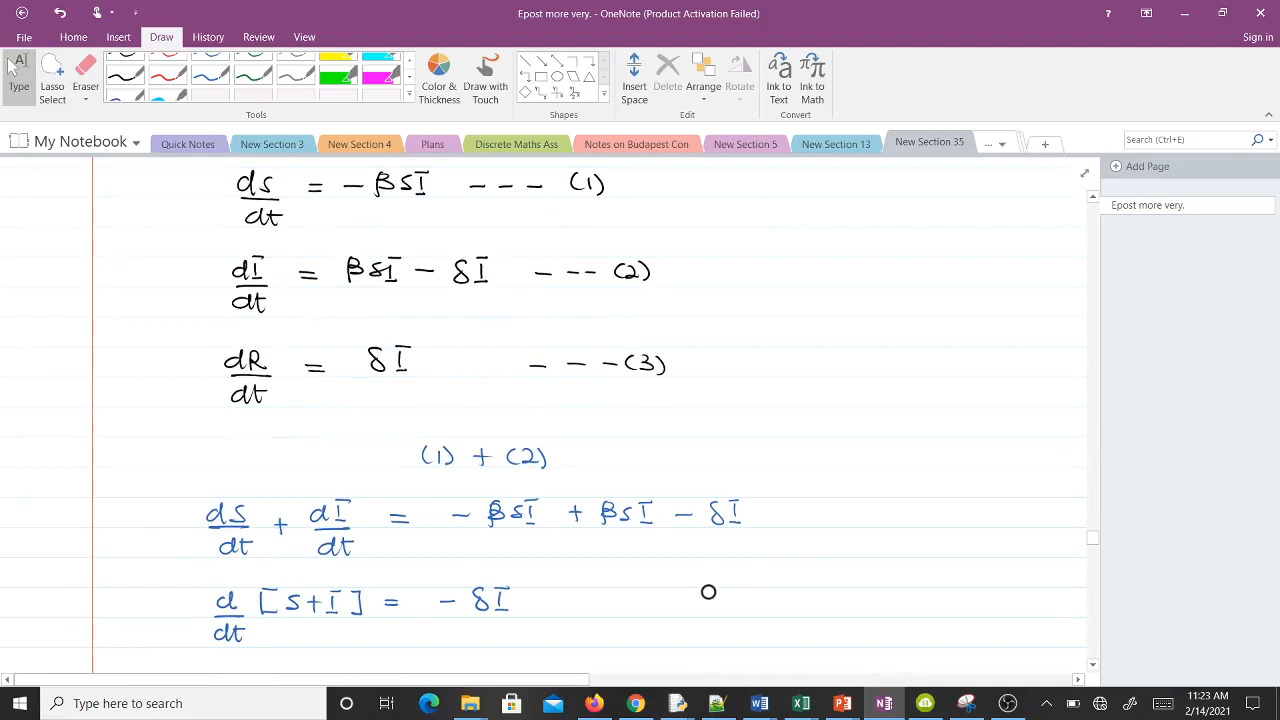 Epost more very. - OneNote (Product Activation Failed)
?
Sign in
File Home Insert Draw History Review View
Type
Lasso Select
Eraser
Color & Thickness
Draw with Touch
Insert Space
Delete
Arrange
Rotate
Ink to Text
Ink to Math
Tools
Shapes
Edit
Convert
My Notebook
Quick Notes
New Section 3
New Section 4
Plans
Discrete Maths Ass
Notes on Budapest Con
New Section 5
New Section 13
New Section 35
...
Search (Ctrl+E)
Add Page
Epost more very.
dS/dt = - βSI - - - (1)
dI/dt = βSI - δI - - - (2)
dR/dt = δI - - - (3)
(1) + (2)
dS/dt + dI/dt = - βSI + βSI - δI
d/dt [S+I] = - δI
Type here to search
11:23 AM
2/14/2021